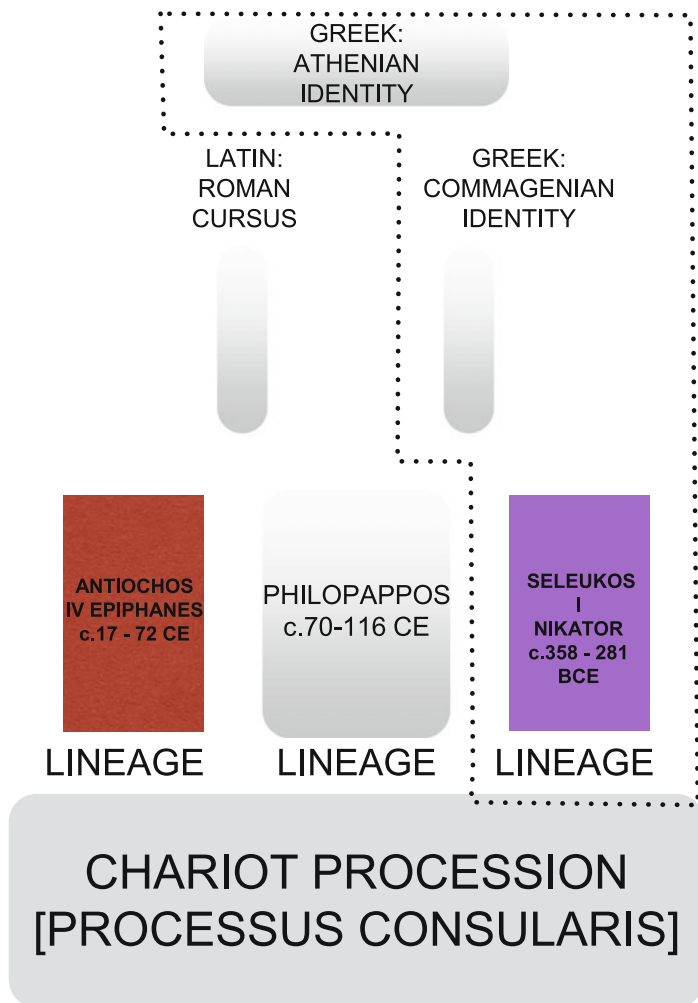 GREEK:
ATHENIAN
IDENTITY
LATIN:
ROMAN
CURSUS
GREEK:
COMMAGENIAN
IDENTITY
ANTIOCHOS
IV EPIPHANES
c.17 - 72 CE
PHILOPAPPOS
c.70-116 CE
SELEUKOS
I
NIKATOR
c.358 - 281
BCE
LINEAGE
LINEAGE
LINEAGE
CHARIOT PROCESSION
[PROCESSUS CONSULARIS]